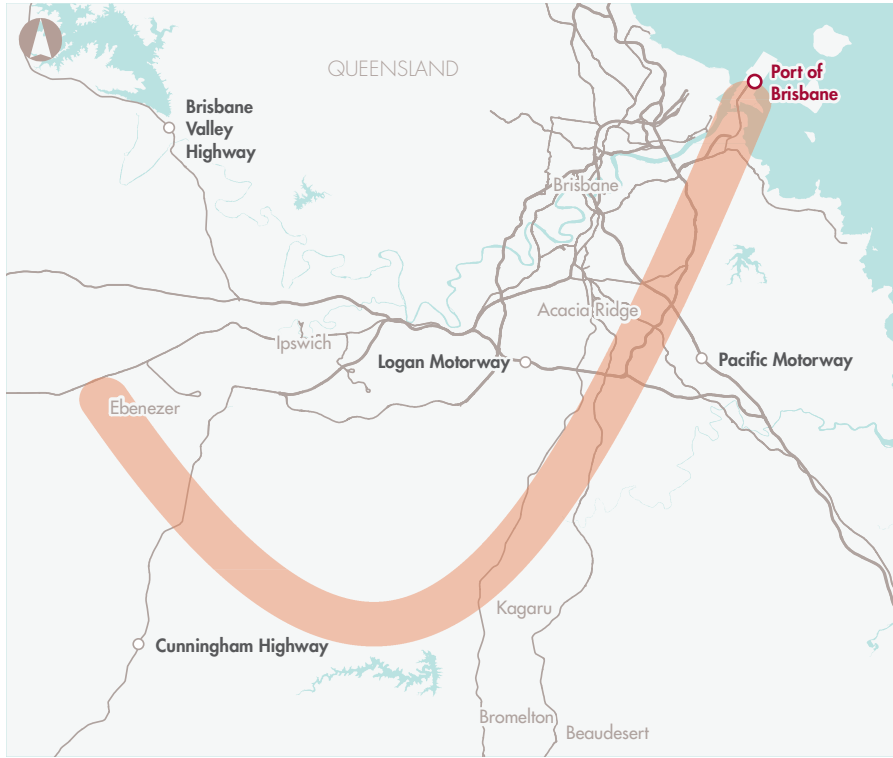 QUEENSLAND
Port of
Brisbane
Brisbane
Valley
Highway
Brisbane
Acacia Ridge
Ipswich
Logan Motorway
Pacific Motorway
Ebenezer
Kagaru
Cunningham Highway
Bromelton
Beaudesert